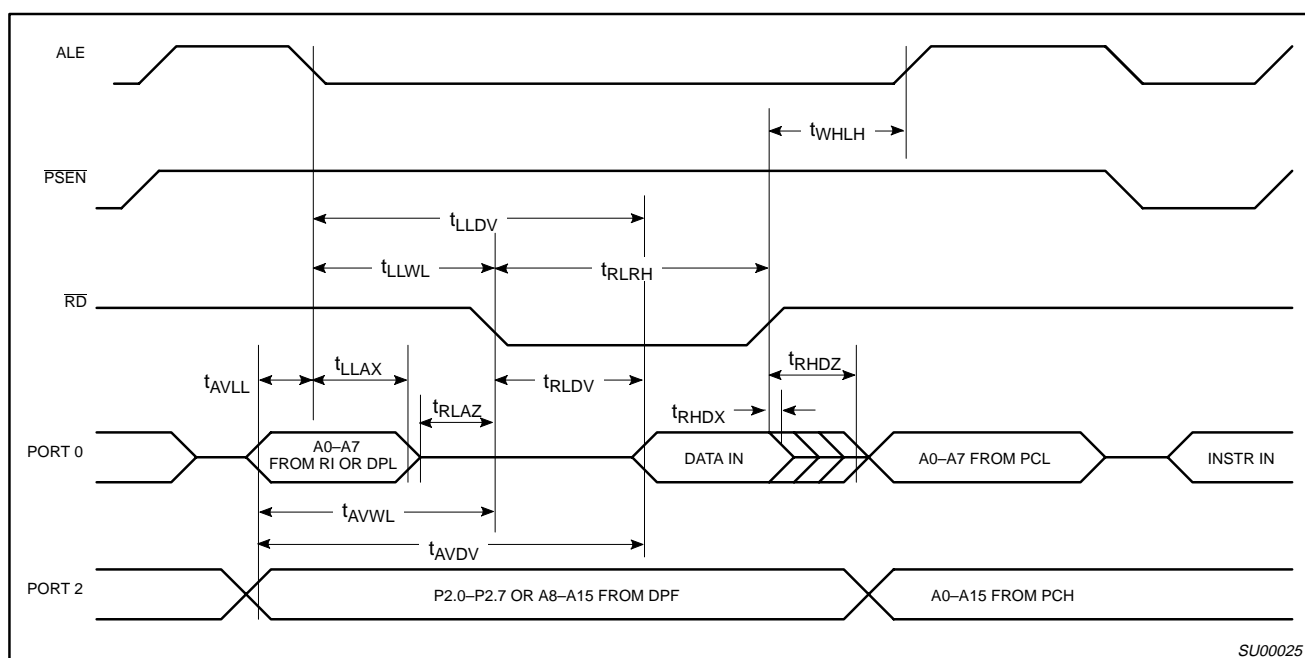 ALE
tWHLH
PSEN
tLLDV
tLLWL
tRLRH
RD
tAVLL
tLLAX
tRLAZ
tRLDV
tRHDZ
tRHDX
PORT 0
A0–A7
FROM RI OR DPL
DATA IN
A0–A7 FROM PCL
INSTR IN
tAVWL
tAVDV
PORT 2
P2.0–P2.7 OR A8–A15 FROM DPF
A0–A15 FROM PCH
SU00025